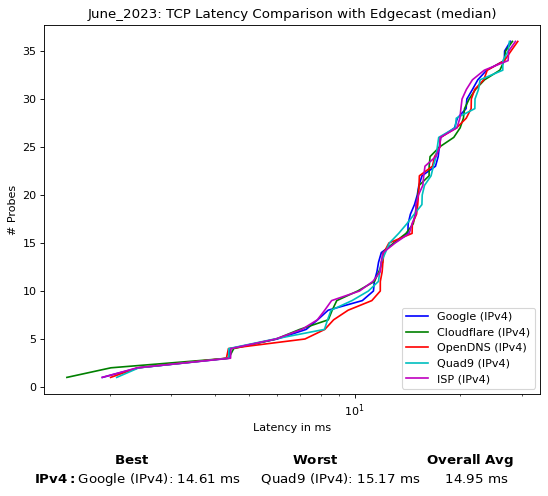 June_2023: TCP Latency Comparison with Edgecast (median)
# Probes
35
30
25
20
15
10
5
0
Google (IPv4)
Cloudflare (IPv4)
OpenDNS (IPv4)
Quad9 (IPv4)
ISP (IPv4)
10¹
Latency in ms
Best Worst Overall Avg
IPv4: Google (IPv4): 14.61 ms Quad9 (IPv4): 15.17 ms 14.95 ms